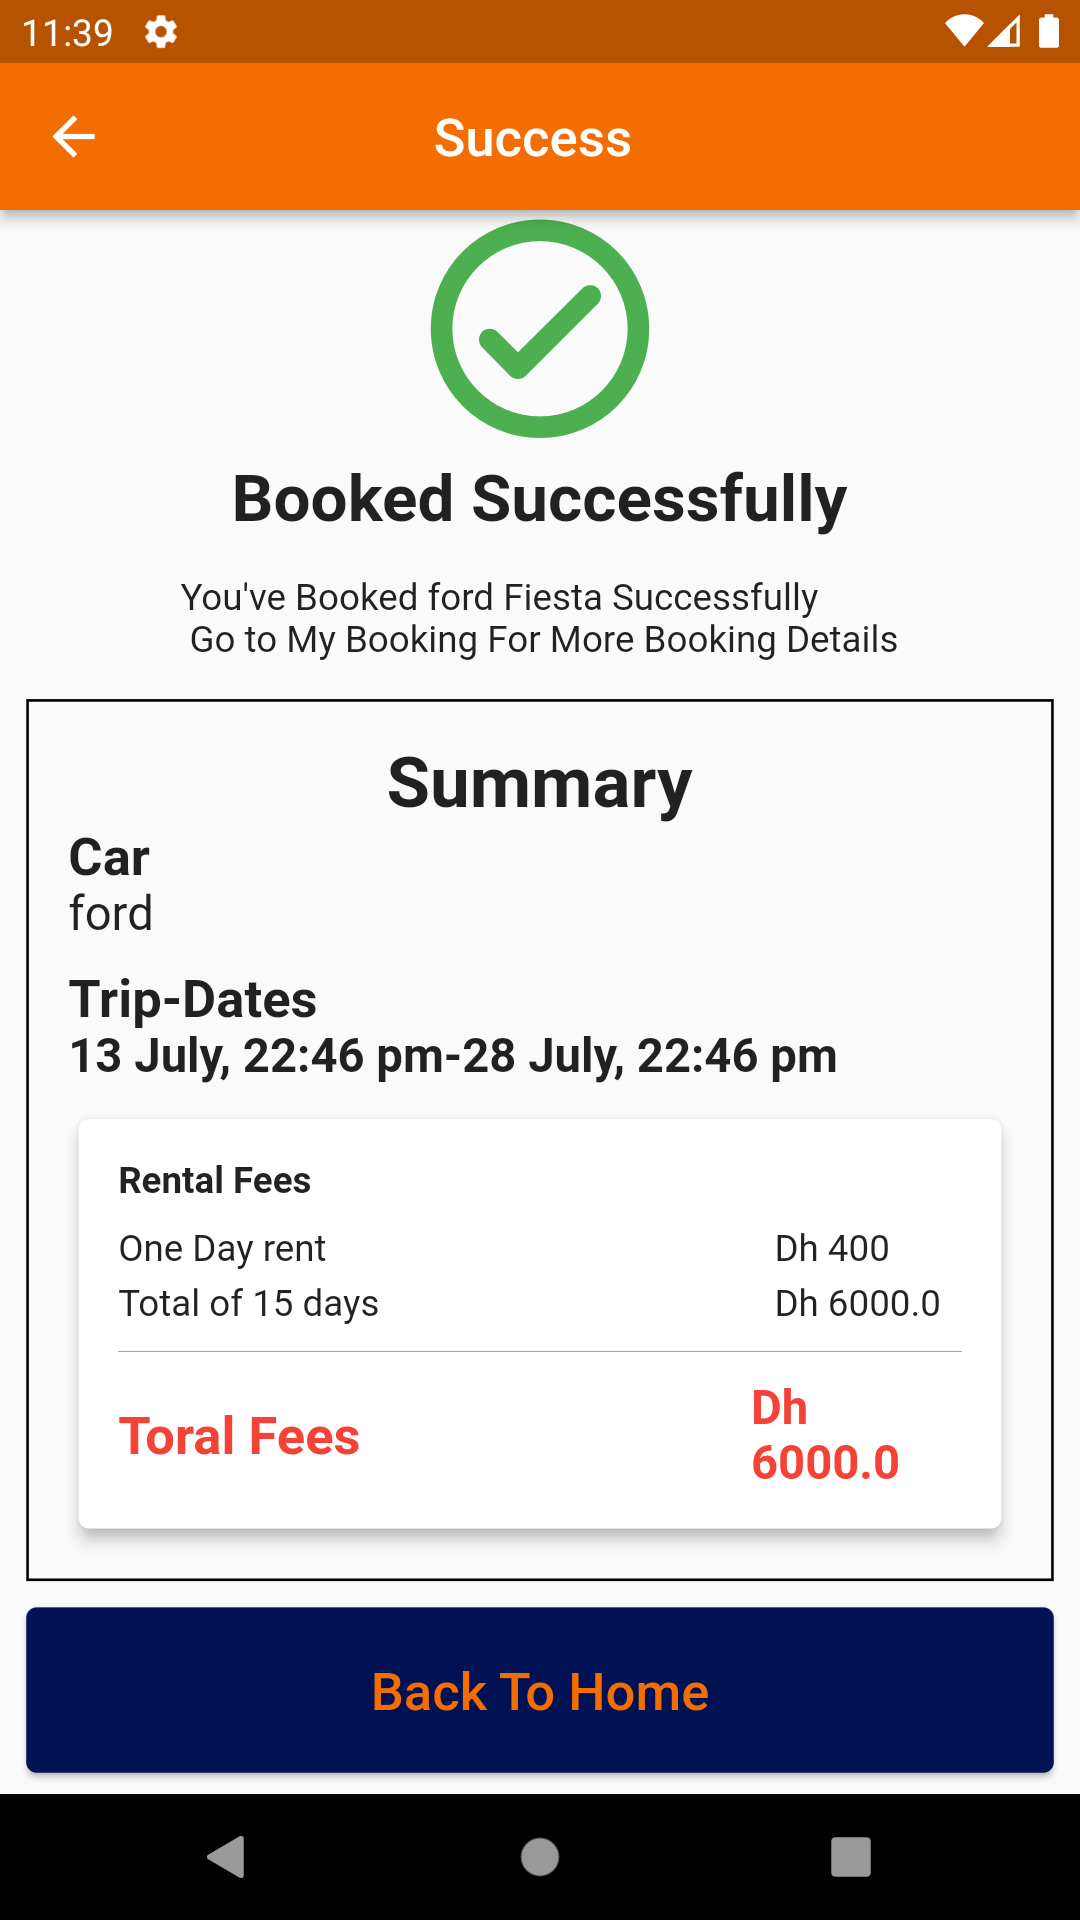 11:39
Success
Booked Successfully
You've Booked ford Fiesta Successfully
Go to My Booking For More Booking Details
Summary
Car
ford
Trip-Dates
13 July, 22:46 pm-28 July, 22:46 pm
Rental Fees
One Day rent Dh 400
Total of 15 days Dh 6000.0
Toral Fees Dh
6000.0
Back To Home